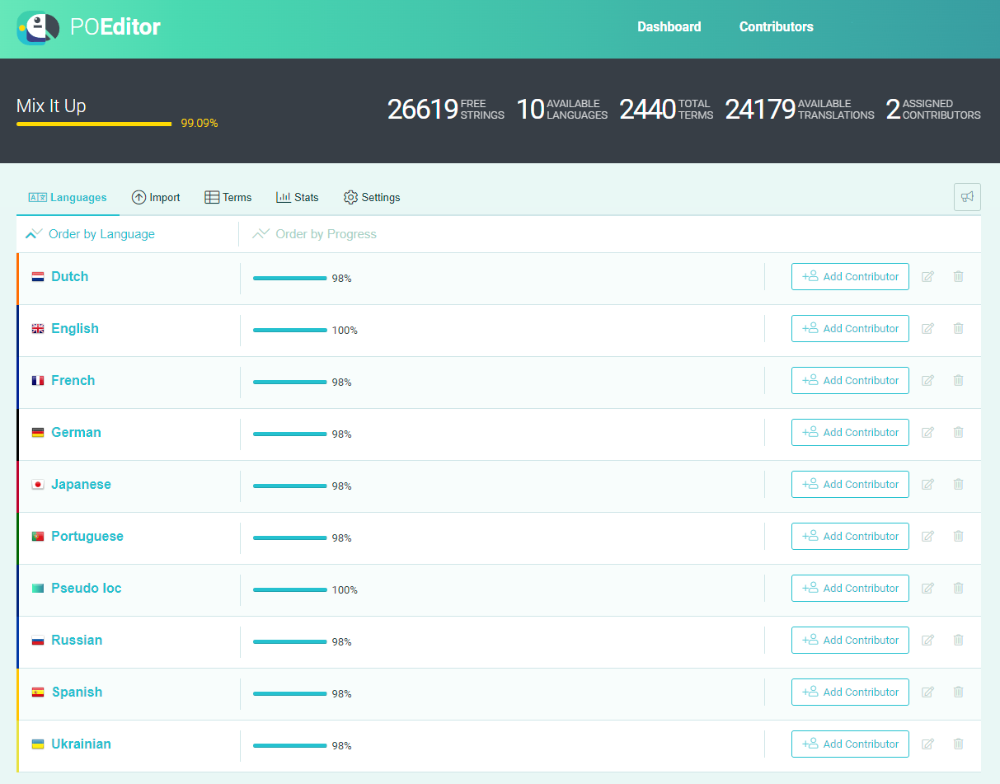 POEditor
Dashboard
Contributors
Mix It Up
99.09%
26619 FREE STRINGS
10 AVAILABLE LANGUAGES
2440 TOTAL TERMS
24179 AVAILABLE TRANSLATIONS
2 ASSIGNED CONTRIBUTORS
Languages
Import
Terms
Stats
Settings
Order by Language
Order by Progress
Dutch 98% Add Contributor
English 100% Add Contributor
French 98% Add Contributor
German 98% Add Contributor
Japanese 98% Add Contributor
Portuguese 98% Add Contributor
Pseudo loc 100% Add Contributor
Russian 98% Add Contributor
Spanish 98% Add Contributor
Ukrainian 98% Add Contributor